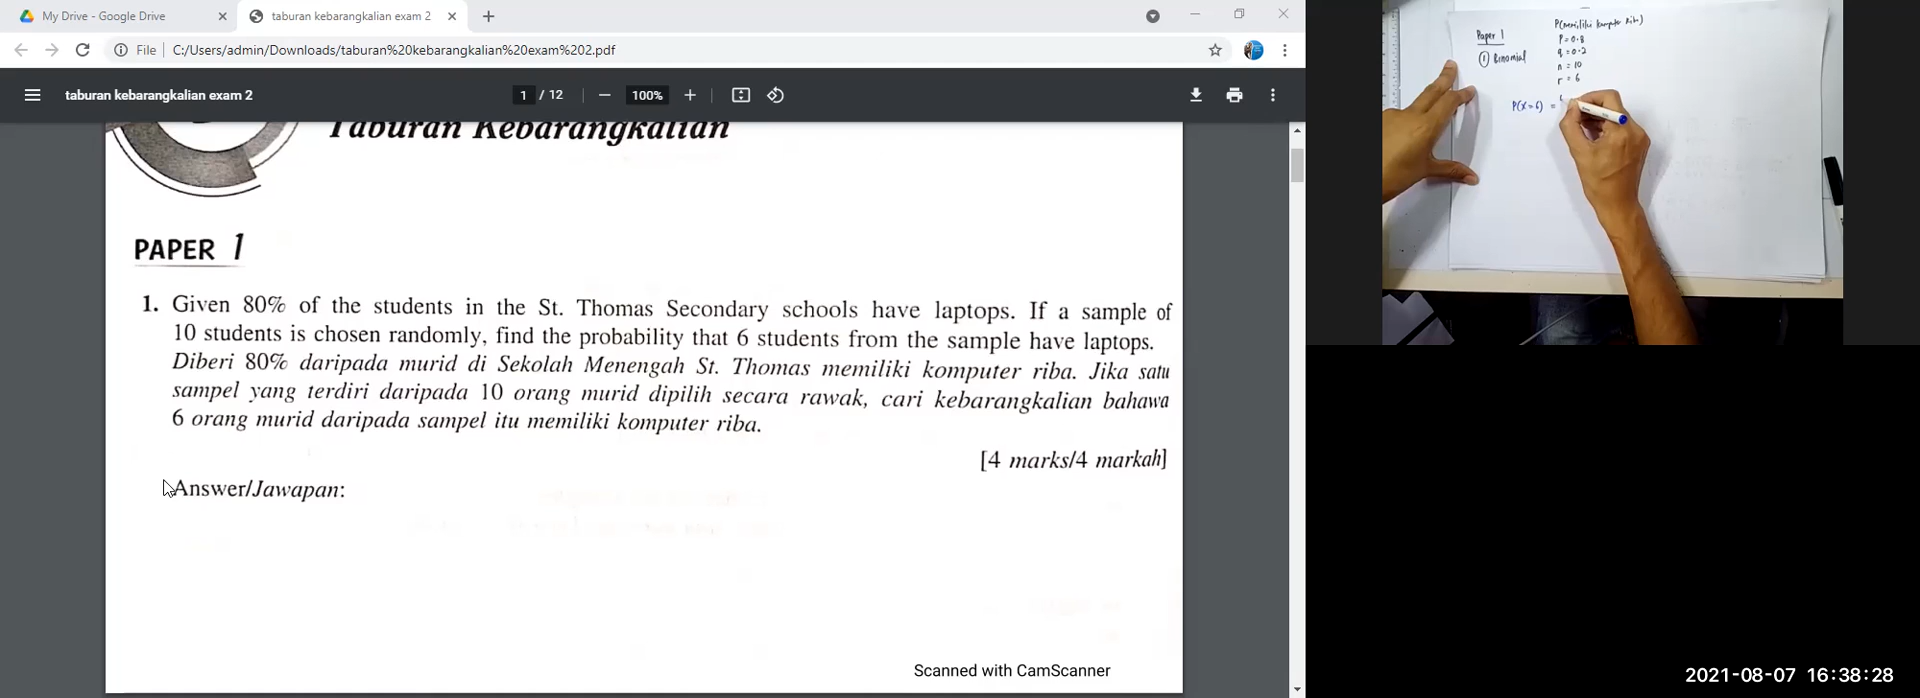 My Drive - Google Drive
taburan kebarangkalian exam 2
File
C:/Users/admin/Downloads/taburan%20kebarangkalian%20exam%202.pdf
taburan kebarangkalian exam 2
1 / 12
100%
Taburan Kebarangkalian
PAPER 1
1. Given 80% of the students in the St. Thomas Secondary schools have laptops. If a sample of
10 students is chosen randomly, find the probability that 6 students from the sample have laptops.
Diberi 80% daripada murid di Sekolah Menengah St. Thomas memiliki komputer riba. Jika satu
sampel yang terdiri daripada 10 orang murid dipilih secara rawak, cari kebarangkalian bahawa
6 orang murid daripada sampel itu memiliki komputer riba.
[4 marks/4 markah]
Answer/Jawapan:
Scanned with CamScanner
Paper 1
① Binomial
P(memiliki komputer riba)
P = 0.8
q = 0.2
n = 10
r = 6
P(X=6) =
2021-08-07 16:38:28